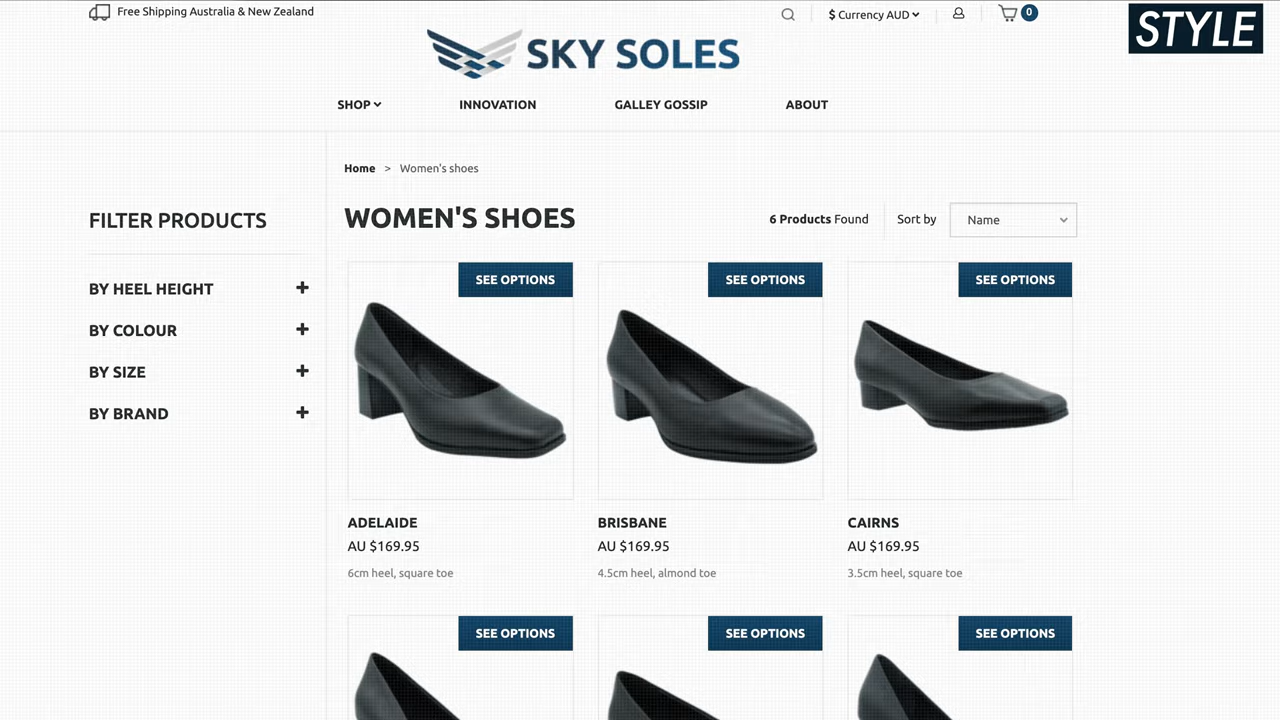 Free Shipping Australia & New Zealand
$ Currency AUD
0
STYLE
SKY SOLES
SHOP
INNOVATION
GALLEY GOSSIP
ABOUT
Home > Women's shoes
FILTER PRODUCTS
WOMEN'S SHOES
6 Products Found
Sort by
Name
BY HEEL HEIGHT
BY COLOUR
BY SIZE
BY BRAND
SEE OPTIONS
SEE OPTIONS
SEE OPTIONS
ADELAIDE
AU $169.95
6cm heel, square toe
BRISBANE
AU $169.95
4.5cm heel, almond toe
CAIRNS
AU $169.95
3.5cm heel, square toe
SEE OPTIONS
SEE OPTIONS
SEE OPTIONS